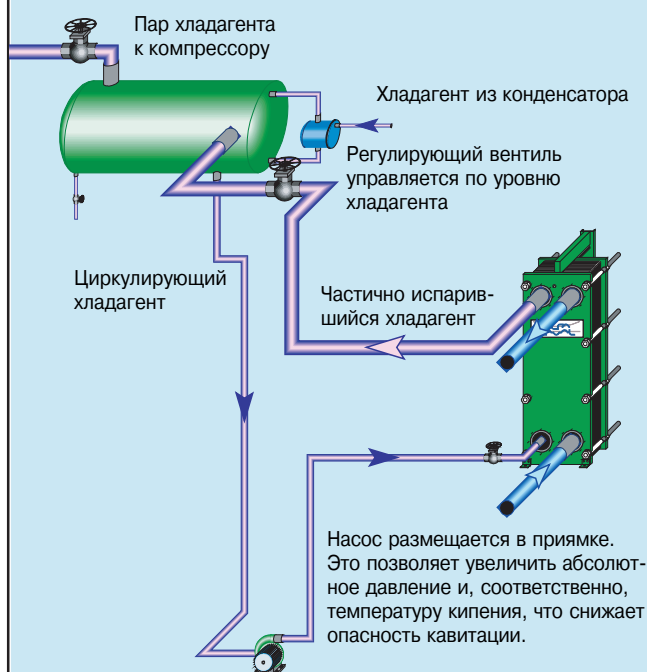 Пар хладагента
к компрессору
Хладагент из конденсатора
Регулирующий вентиль
управляется по уровню
хладагента
Циркулирующий
хладагент
Частично испарив-
шийся хладагент
Насос размещается в приямке.
Это позволяет увеличить абсолют-
ное давление и, соответственно,
температуру кипения, что снижает
опасность кавитации.